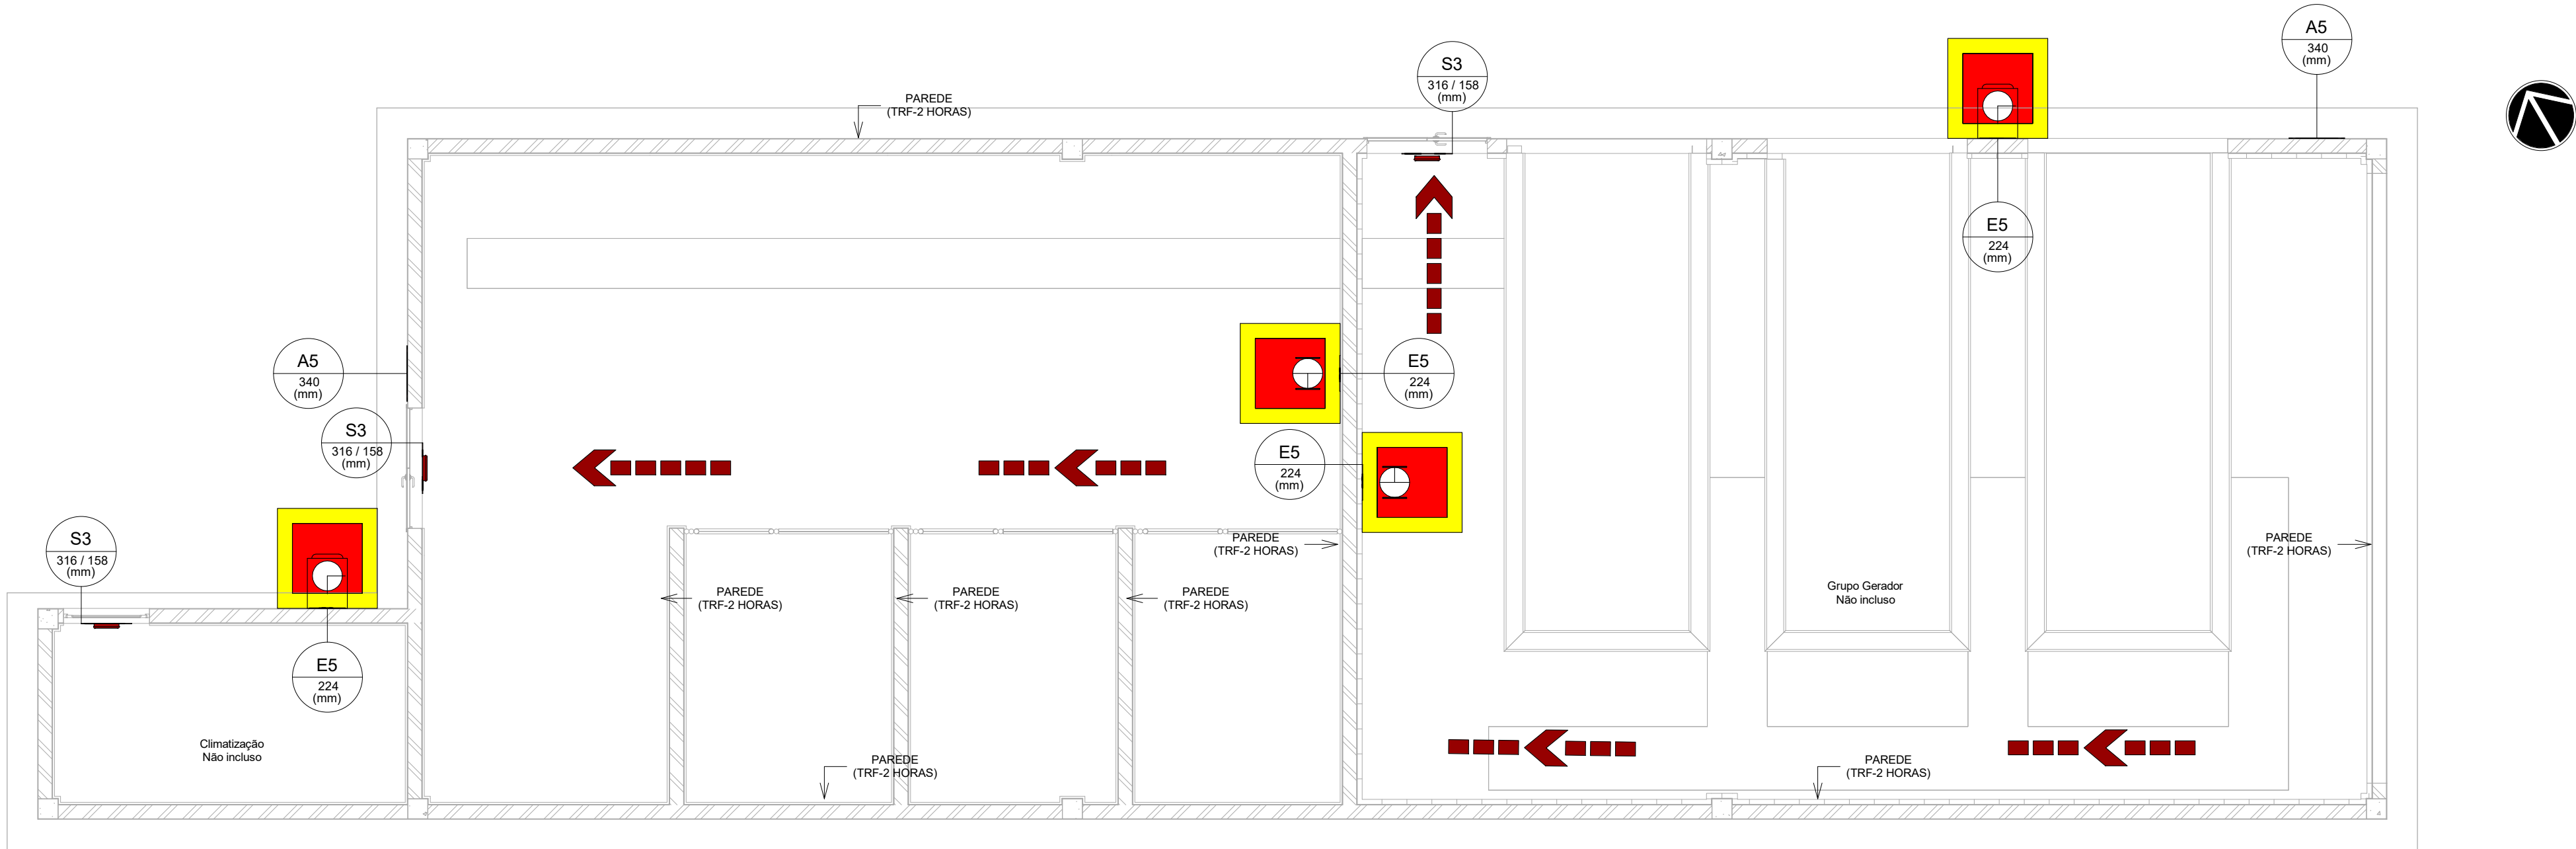 A5
340
(mm)
S3
316 / 158
(mm)
PAREDE
(TRF-2 HORAS)
E5
224
(mm)
A5
340
(mm)
E5
224
(mm)
S3
316 / 158
(mm)
E5
224
(mm)
S3
316 / 158
(mm)
PAREDE
(TRF-2 HORAS)
PAREDE
(TRF-2 HORAS)
PAREDE
(TRF-2 HORAS)
PAREDE
(TRF-2 HORAS)
PAREDE
(TRF-2 HORAS)
Grupo Gerador
Não incluso
E5
224
(mm)
Climatização
Não incluso
PAREDE
(TRF-2 HORAS)
PAREDE
(TRF-2 HORAS)